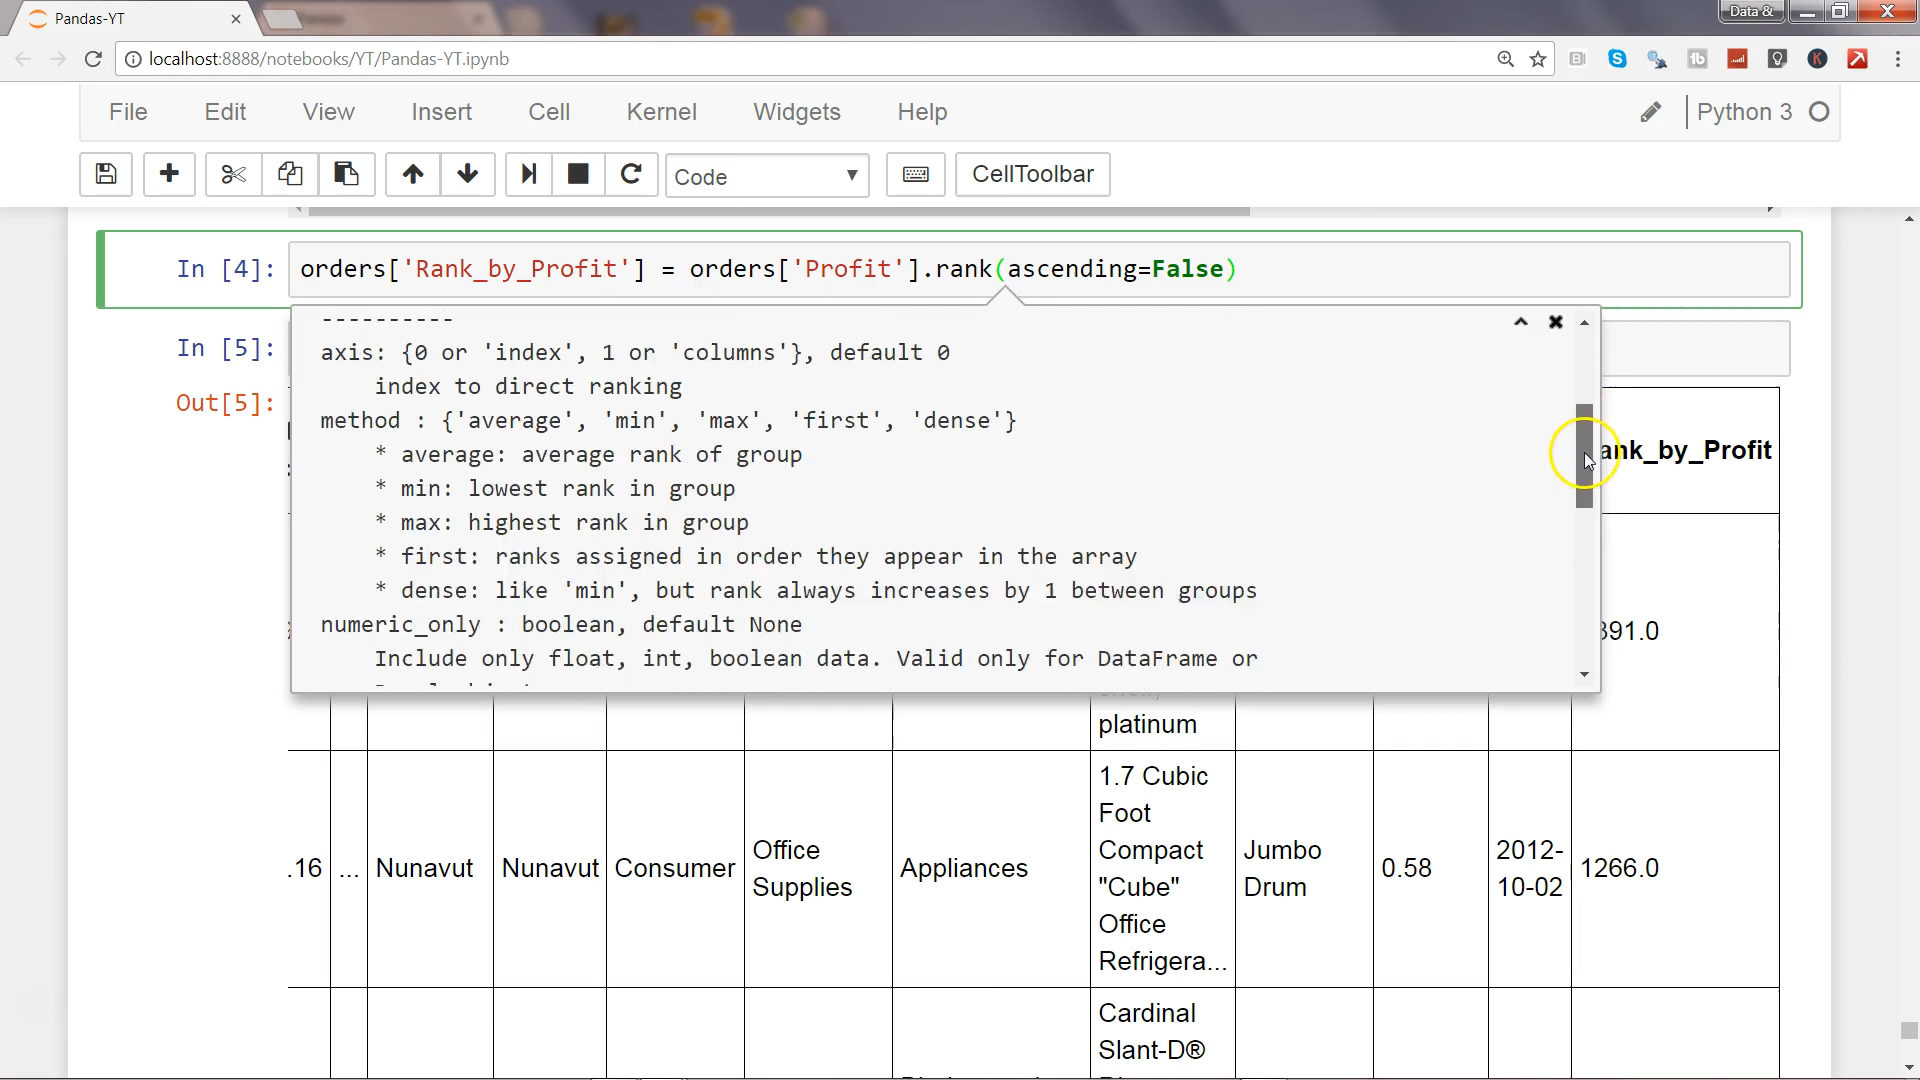 Pandas-YT
Data &
localhost:8888/notebooks/YT/Pandas-YT.ipynb
File Edit View Insert Cell Kernel Widgets Help
Python 3
Code
CellToolbar
In [4]: orders['Rank_by_Profit'] = orders['Profit'].rank(ascending=False)
----------
axis: {0 or 'index', 1 or 'columns'}, default 0
index to direct ranking
method : {'average', 'min', 'max', 'first', 'dense'}
* average: average rank of group
* min: lowest rank in group
* max: highest rank in group
* first: ranks assigned in order they appear in the array
* dense: like 'min', but rank always increases by 1 between groups
numeric_only : boolean, default None
Include only float, int, boolean data. Valid only for DataFrame or
In [5]:
Out[5]:
ank_by_Profit
391.0
platinum
.16 ... Nunavut Nunavut Consumer
Office
Supplies
Appliances
1.7 Cubic
Foot
Compact
"Cube"
Office
Refrigera...
Jumbo
Drum
0.58
2012-
10-02
1266.0
Cardinal
Slant-D®